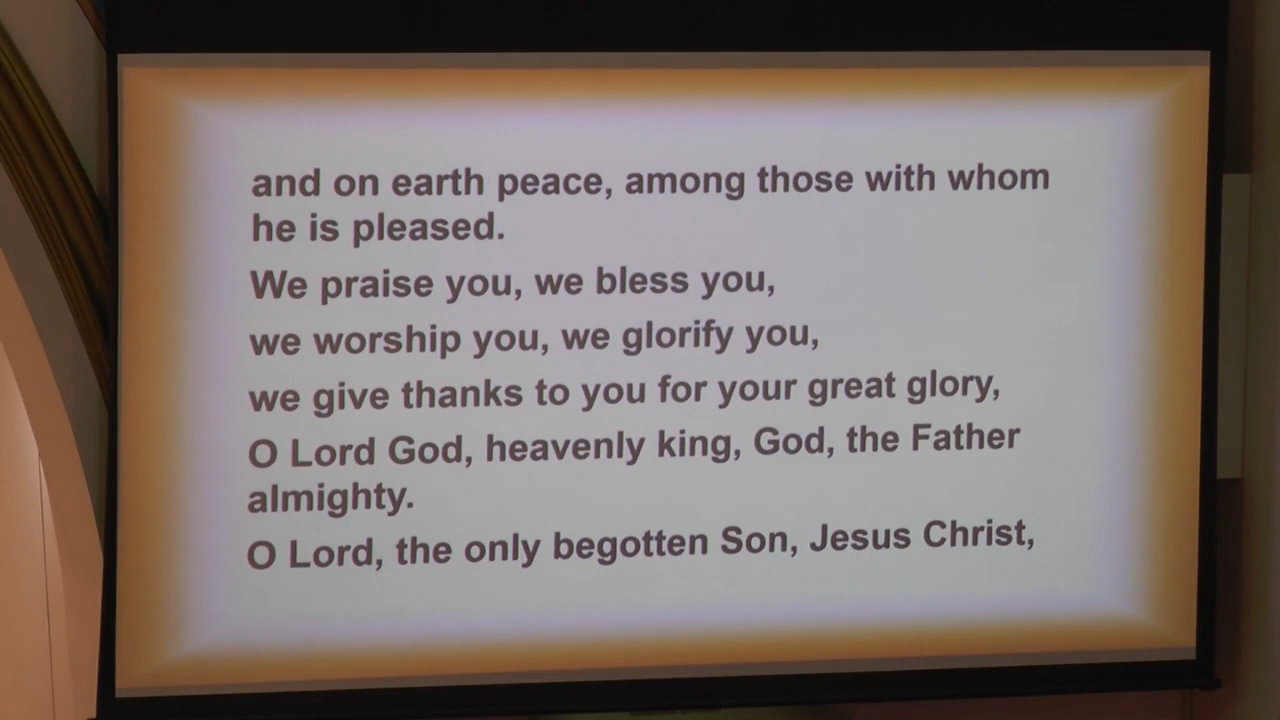 and on earth peace, among those with whom
he is pleased.
We praise you, we bless you,
we worship you, we glorify you,
we give thanks to you for your great glory,
O Lord God, heavenly king, God, the Father
almighty.
O Lord, the only begotten Son, Jesus Christ,